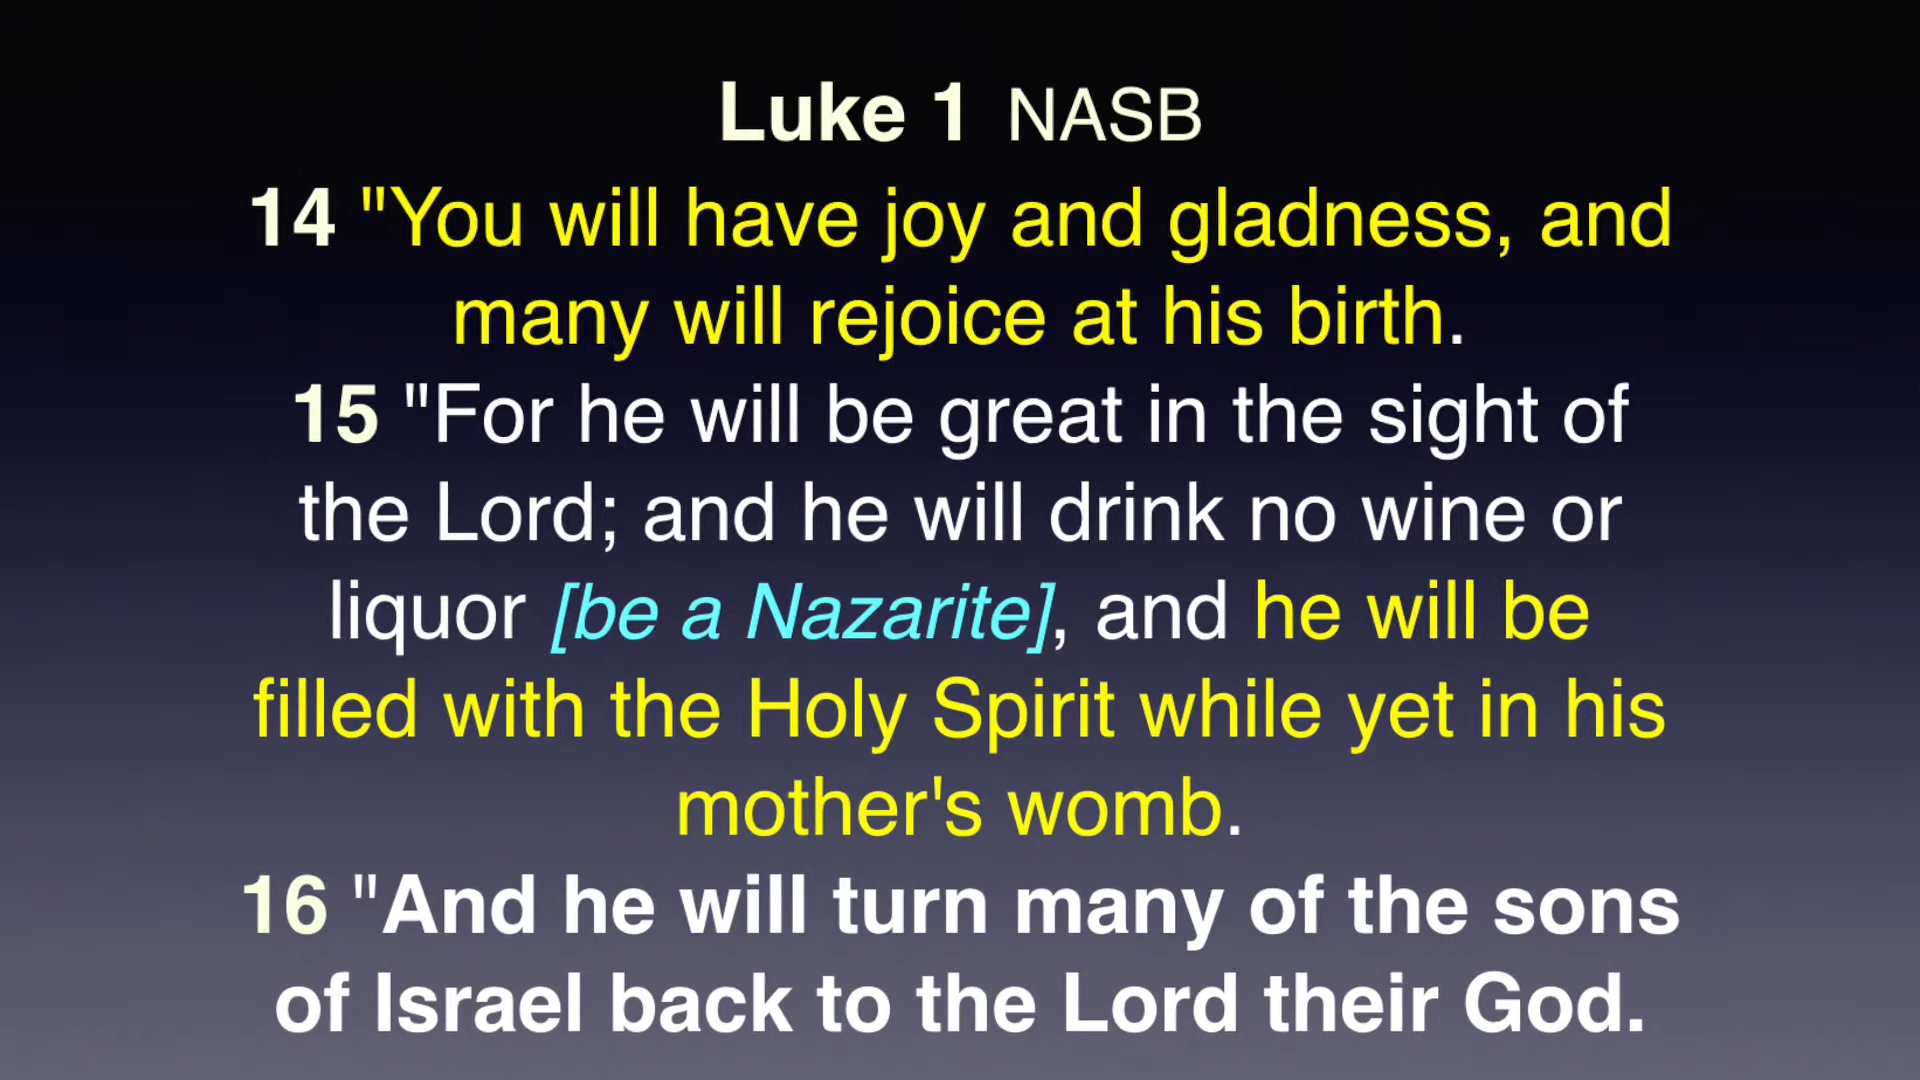 Luke 1 NASB
14 "You will have joy and gladness, and
many will rejoice at his birth.
15 "For he will be great in the sight of
the Lord; and he will drink no wine or
liquor [be a Nazarite], and he will be
filled with the Holy Spirit while yet in his
mother's womb.
16 "And he will turn many of the sons
of Israel back to the Lord their God.